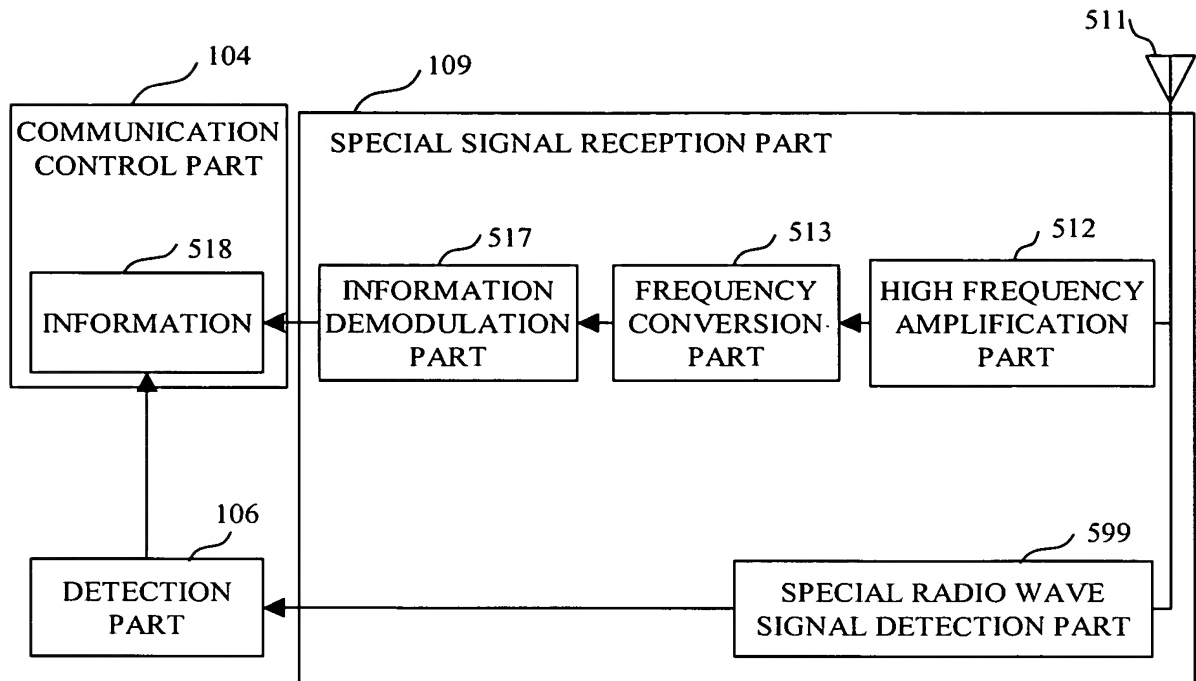 511
104
109
COMMUNICATION
CONTROL PART
SPECIAL SIGNAL RECEPTION PART
518
517
513
512
INFORMATION
INFORMATION
DEMODULATION
PART
FREQUENCY
CONVERSION
PART
HIGH FREQUENCY
AMPLIFICATION
PART
106
599
DETECTION
PART
SPECIAL RADIO WAVE
SIGNAL DETECTION PART